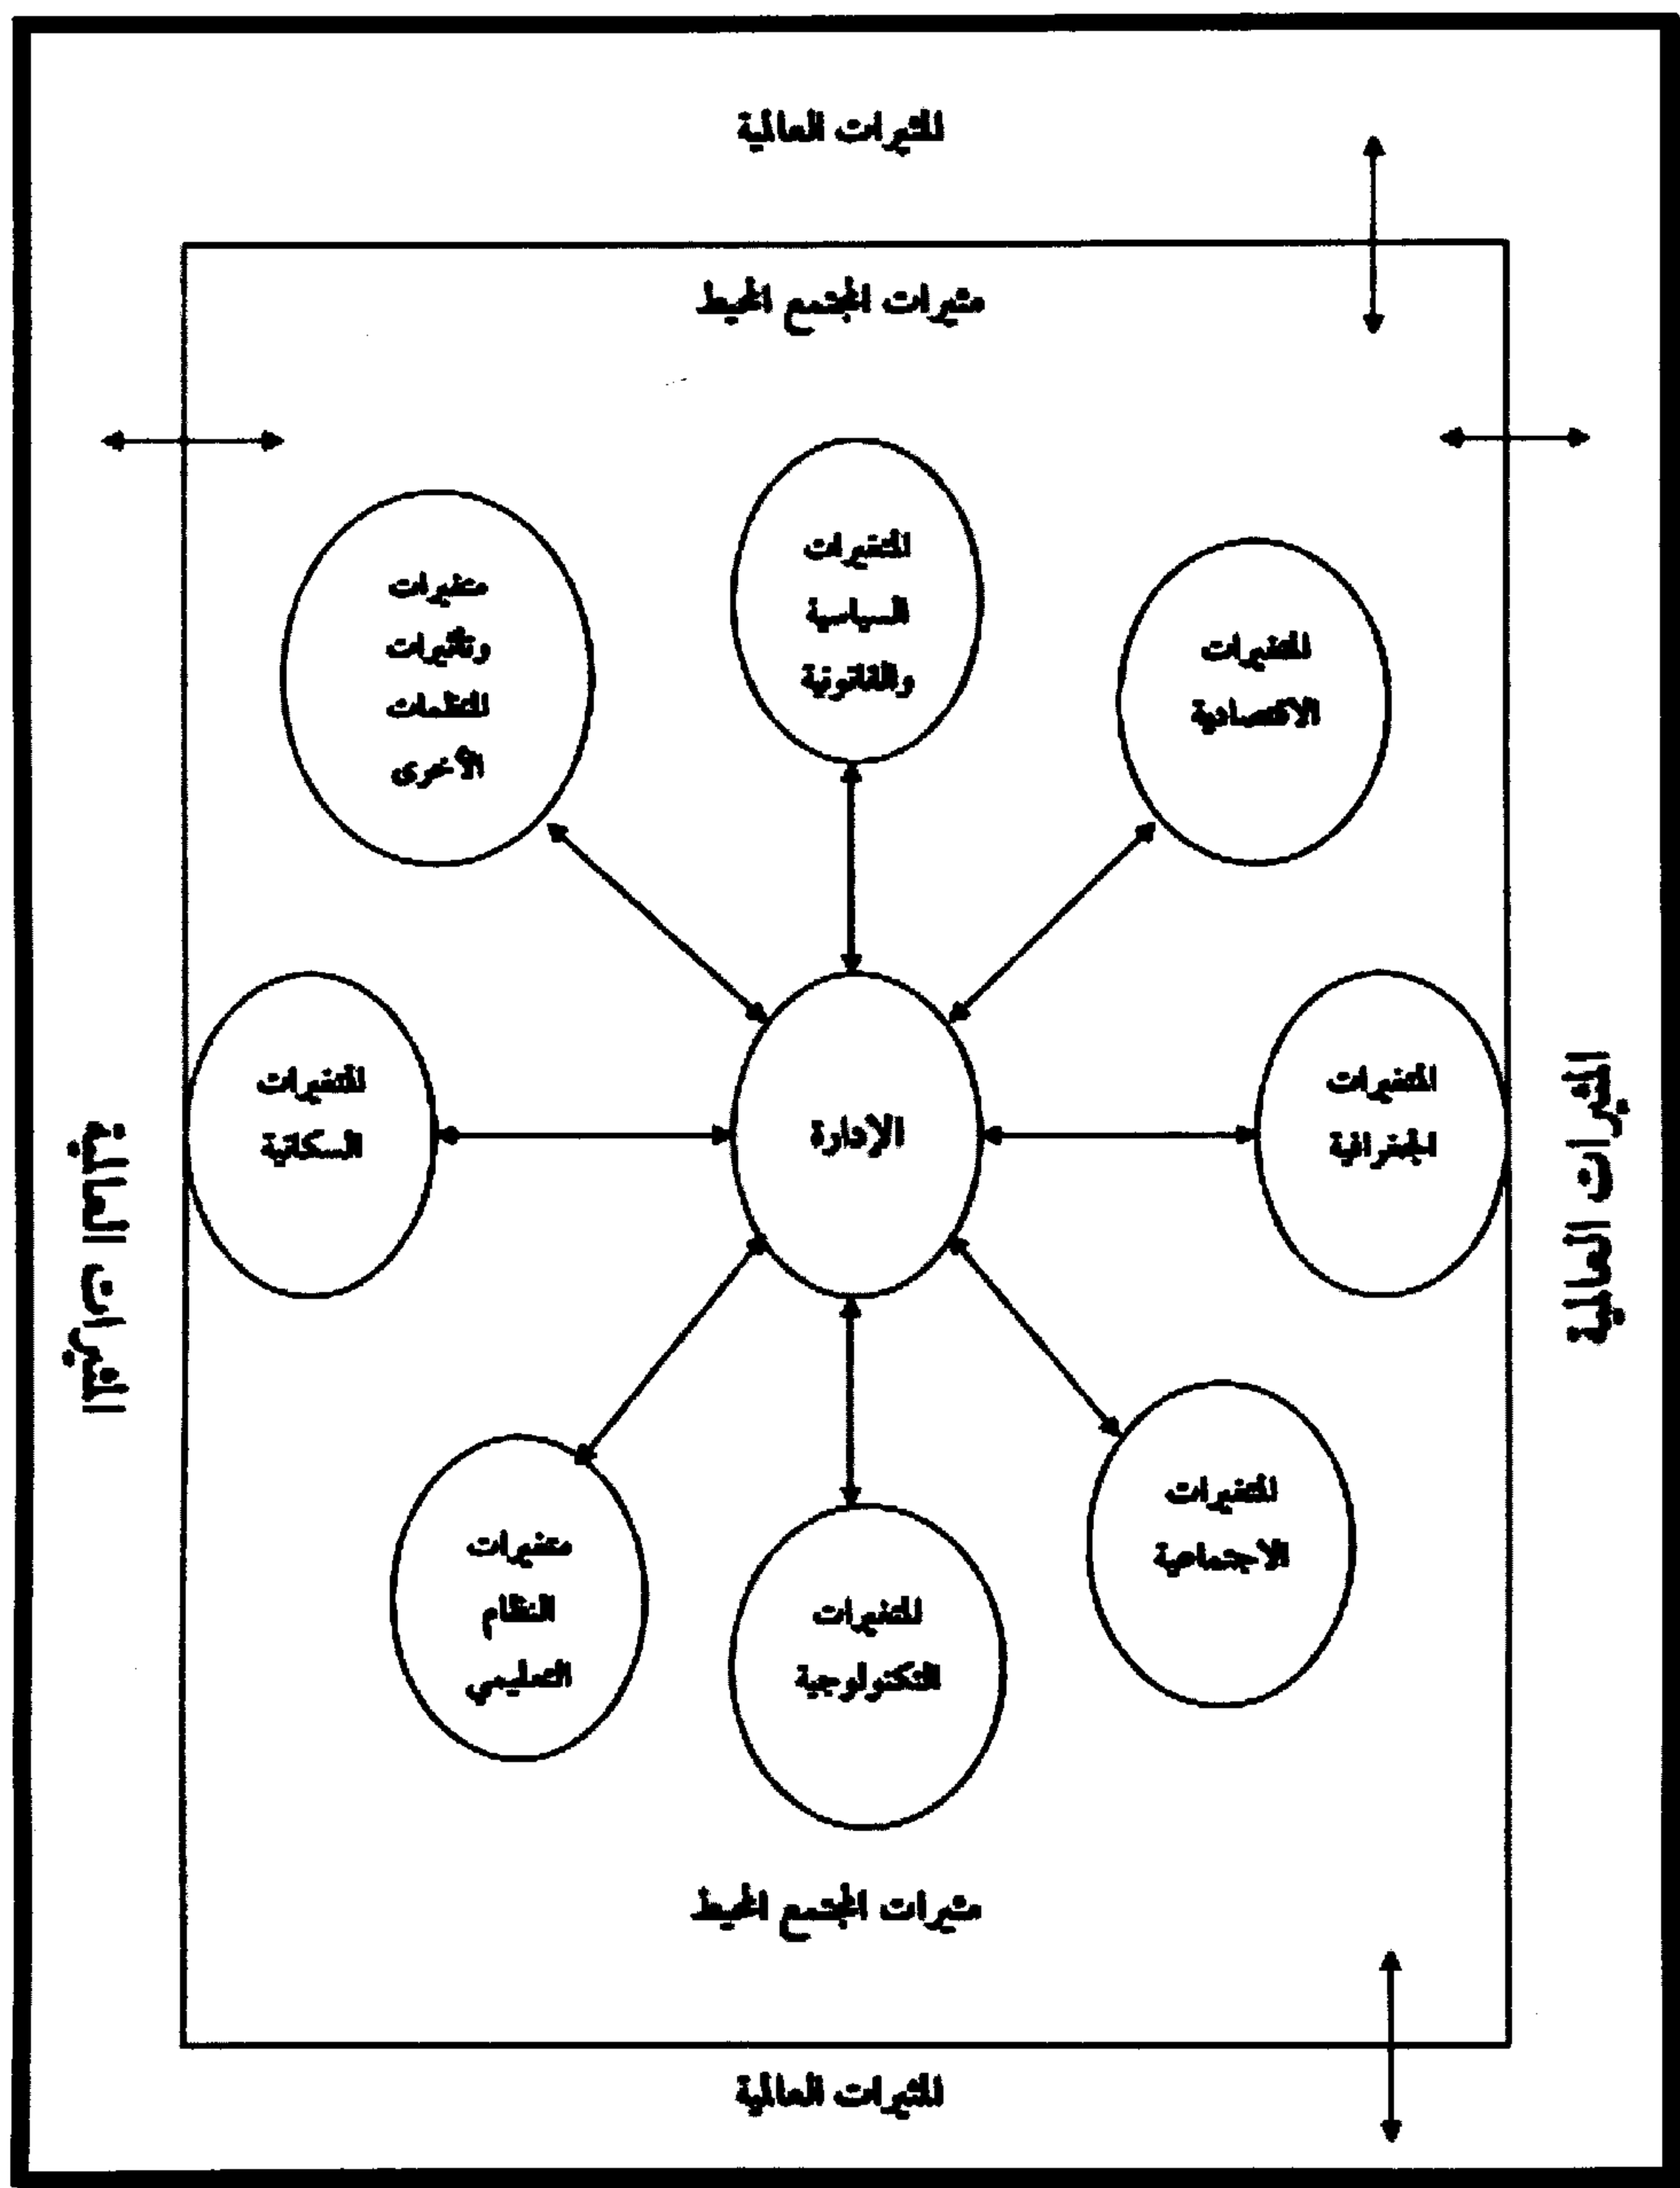 المثيرات العالمية
مثيرات المجتمع المحيط
المتغيرات
السياسية
والقانونية
المتغيرات
الاقتصادية
متغيرات
وتأثيرات
المنظمات
الأخرى
المتغيرات
الجغرافية
الإدارة
المتغيرات
السكانية
المثيرات العالمية
المثيرات العالمية
المتغيرات
الاجتماعية
المتغيرات
التكنولوجية
متغيرات
النظام
التعليمي
مثيرات المجتمع المحيط
المثيرات العالمية